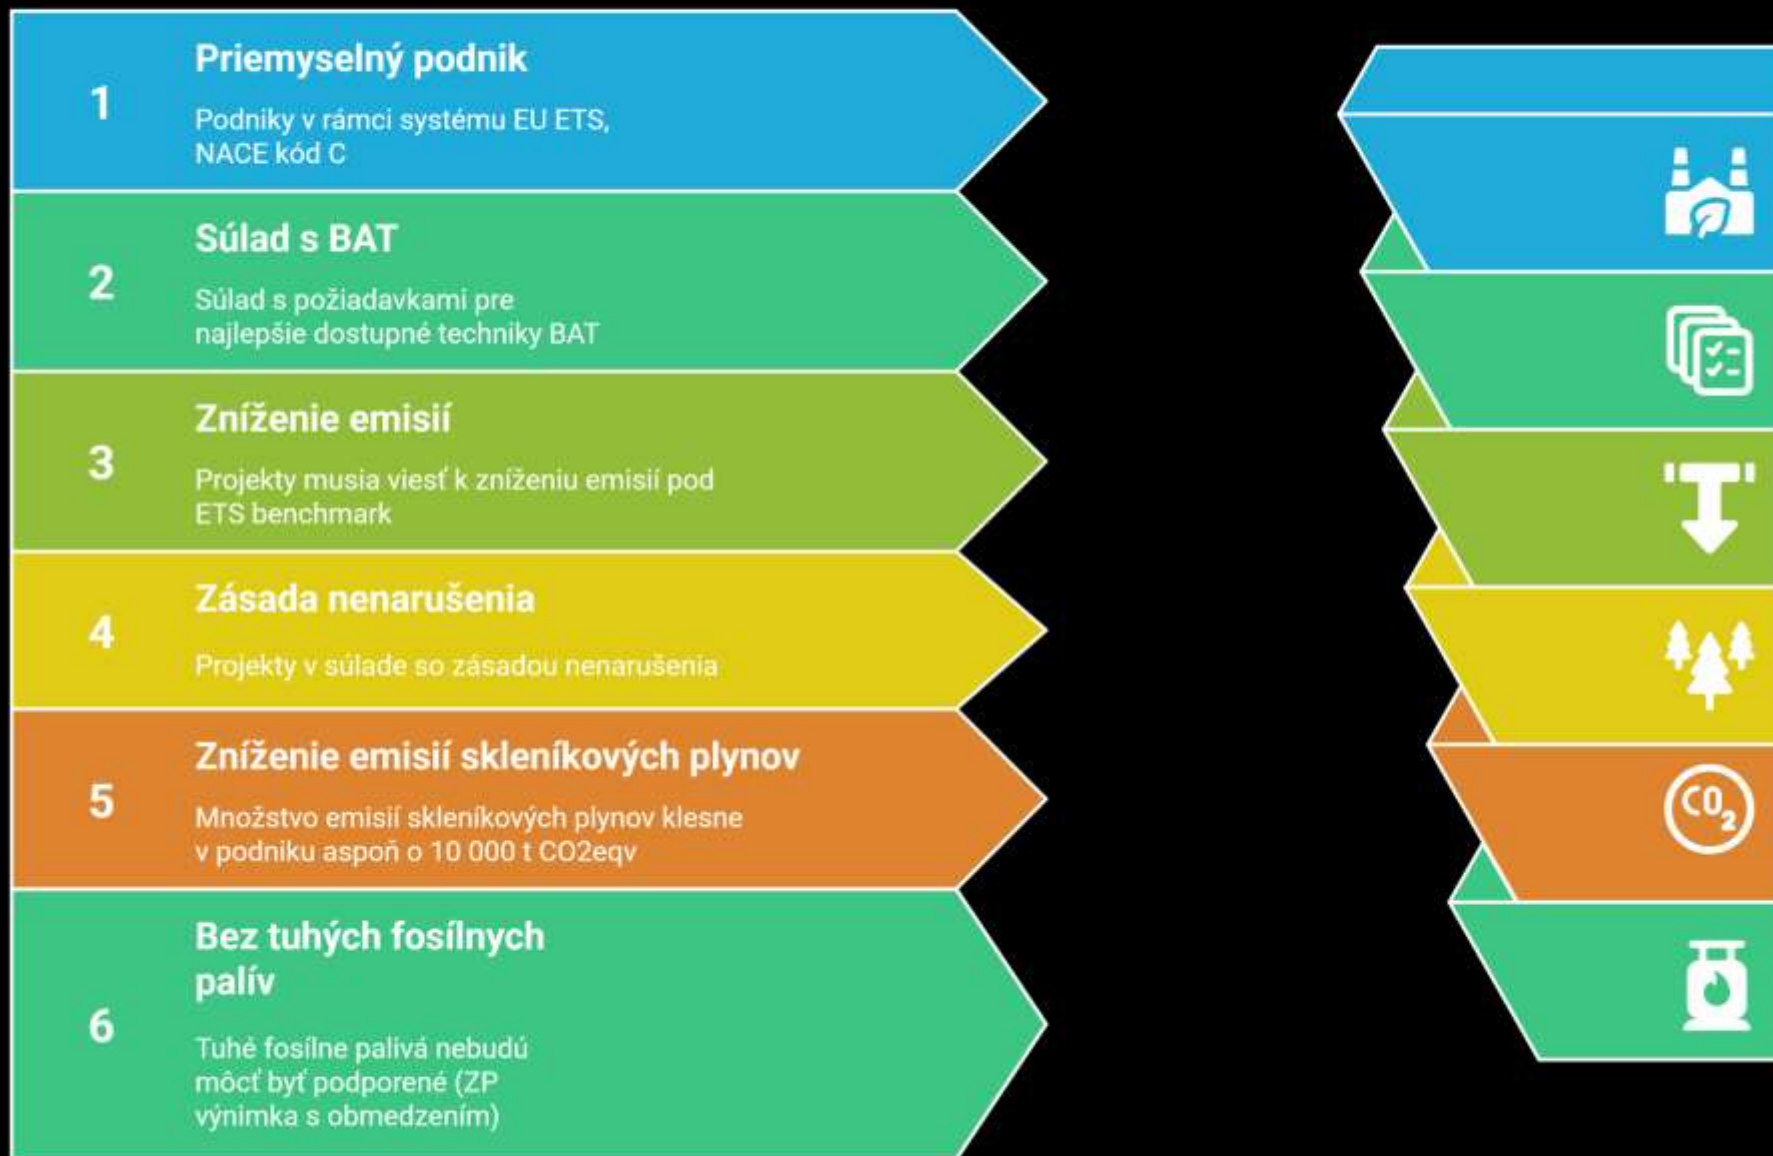 1
Priemyselný podnik
Podniky v rámci systému EU ETS,
NACE kód C
2
Súlad s BAT
Súlad s požiadavkami pre
najlepšie dostupné techniky BAT
3
Zníženie emisií
Projekty musia viesť k zníženiu emisií pod
ETS benchmark
4
Zásada nenarušenia
Projekty v súlade so zásadou nenarušenia
5
Zníženie emisií skleníkových plynov
Množstvo emisií skleníkových plynov klesne
v podniku aspoň o 10 000 t CO2eqv
CO2
6
Bez tuhých fosílnych
palív
Tuhé fosílne palivá nebudú
môcť byť podporené (ZP
výnimka s obmedzením)